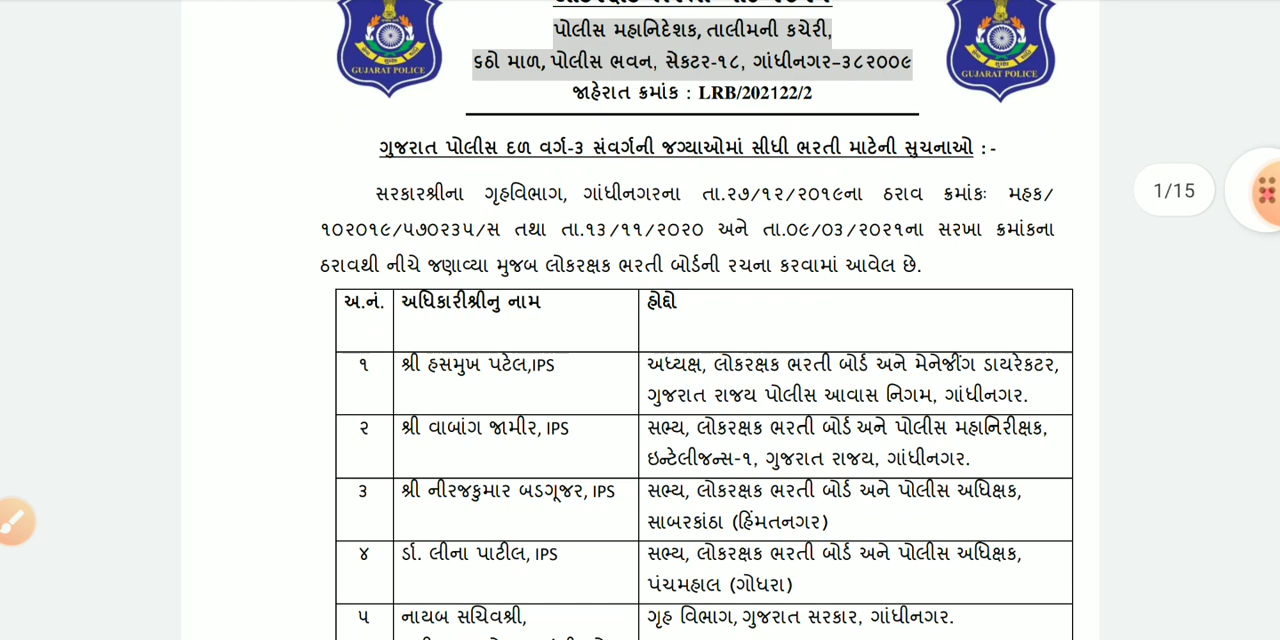 પોલીસ મહાનિદેશક, તાલીમની કચેરી,
GUJARAT POLICE
૬ઠો માળ, પોલીસ ભવન, સેકટર-૧૮, ગાંધીનગર–૩૮૨૦૦૯
GUJARAT POLICE
જાહેરાત ક્રમાંક : LRB/202122/2
ગુજરાત પોલીસ દળ વર્ગ-૩ સંવર્ગની જગ્યાઓમાં સીધી ભરતી માટેની સુચનાઓ : -
1/15
સરકારશ્રીના ગૃહવિભાગ, ગાંધીનગરના તા.૨૭/૧૨/૨૦૧૯ના ઠરાવ ક્રમાંકઃ મહક/
૧૦૨૦૧૯/૫૭૦૨૩૫/સ તથા તા.૧૩/૧૧/૨૦૨૦ અને તા.૦૯/૦૩/૨૦૨૧ના સરખા ક્રમાંકના
ઠરાવથી નીચે જણાવ્યા મુજબ લોકરક્ષક ભરતી બોર્ડની રચના કરવામાં આવેલ છે.
અ.નં. અધિકારીશ્રીનુ નામ હોદ્દો
૧ શ્રી હસમુખ પટેલ,IPS અધ્યક્ષ, લોકરક્ષક ભરતી બોર્ડ અને મેનેજીંગ ડાયરેકટર,
ગુજરાત રાજય પોલીસ આવાસ નિગમ, ગાંધીનગર.
૨ શ્રી વાબાંગ જામીર, IPS સભ્ય, લોકરક્ષક ભરતી બોર્ડ અને પોલીસ મહાનિરીક્ષક,
ઇન્ટેલીજન્સ-૧, ગુજરાત રાજય, ગાંધીનગર.
૩ શ્રી નીરજકુમાર બડગૂજર, IPS સભ્ય, લોકરક્ષક ભરતી બોર્ડ અને પોલીસ અધિક્ષક,
સાબરકાંઠા (હિંમતનગર)
૪ ર્ડા. લીના પાટીલ, IPS સભ્ય, લોકરક્ષક ભરતી બોર્ડ અને પોલીસ અધિક્ષક,
પંચમહાલ (ગોધરા)
૫ નાયબ સચિવશ્રી, ગૃહ વિભાગ, ગુજરાત સરકાર, ગાંધીનગર.